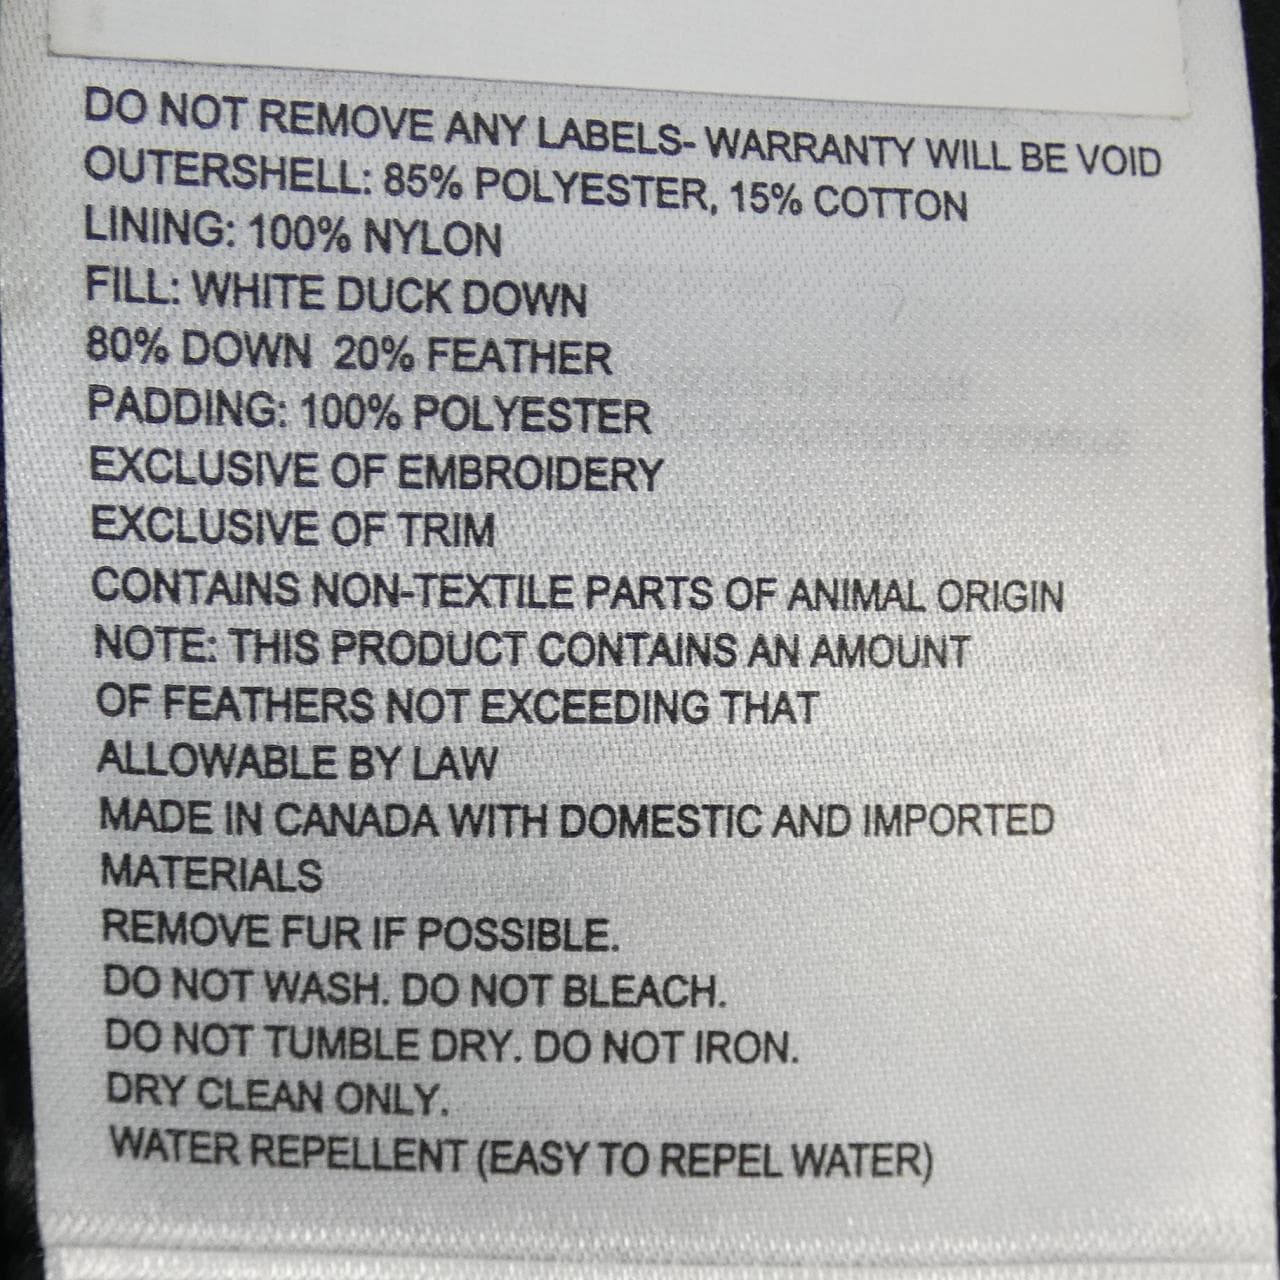 DO NOT REMOVE ANY LABELS- WARRANTY WILL BE VOID
OUTERSHELL: 85% POLYESTER, 15% COTTON
LINING: 100% NYLON
FILL: WHITE DUCK DOWN
80% DOWN  20% FEATHER
PADDING: 100% POLYESTER
EXCLUSIVE OF EMBROIDERY
EXCLUSIVE OF TRIM
CONTAINS NON-TEXTILE PARTS OF ANIMAL ORIGIN
NOTE: THIS PRODUCT CONTAINS AN AMOUNT
OF FEATHERS NOT EXCEEDING THAT
ALLOWABLE BY LAW
MADE IN CANADA WITH DOMESTIC AND IMPORTED
MATERIALS
REMOVE FUR IF POSSIBLE.
DO NOT WASH. DO NOT BLEACH.
DO NOT TUMBLE DRY. DO NOT IRON.
DRY CLEAN ONLY.
WATER REPELLENT (EASY TO REPEL WATER)